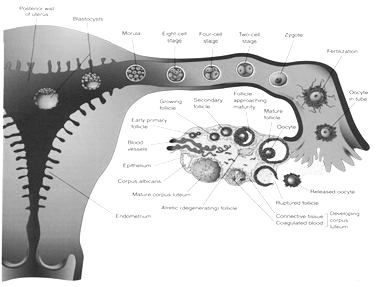 Posterior wall
of uterus
Blastocysts
Morula
Eight-cell
stage
Four-cell
stage
Two-cell
stage
Zygote
Fertilization
Oocyte
in tube
Growing
follicle
Secondary
follicle
Follicle
approaching
maturity
Mature
follicle
Oocyte
Early primary
follicle
Blood
vessels
Epithelium
Corpus albicans
Mature corpus luteum
Atretic (degenerating) follicle
Endometrium
Released oocyte
Ruptured follicle
Connective tissue
Coagulated blood
Developing
corpus
luteum